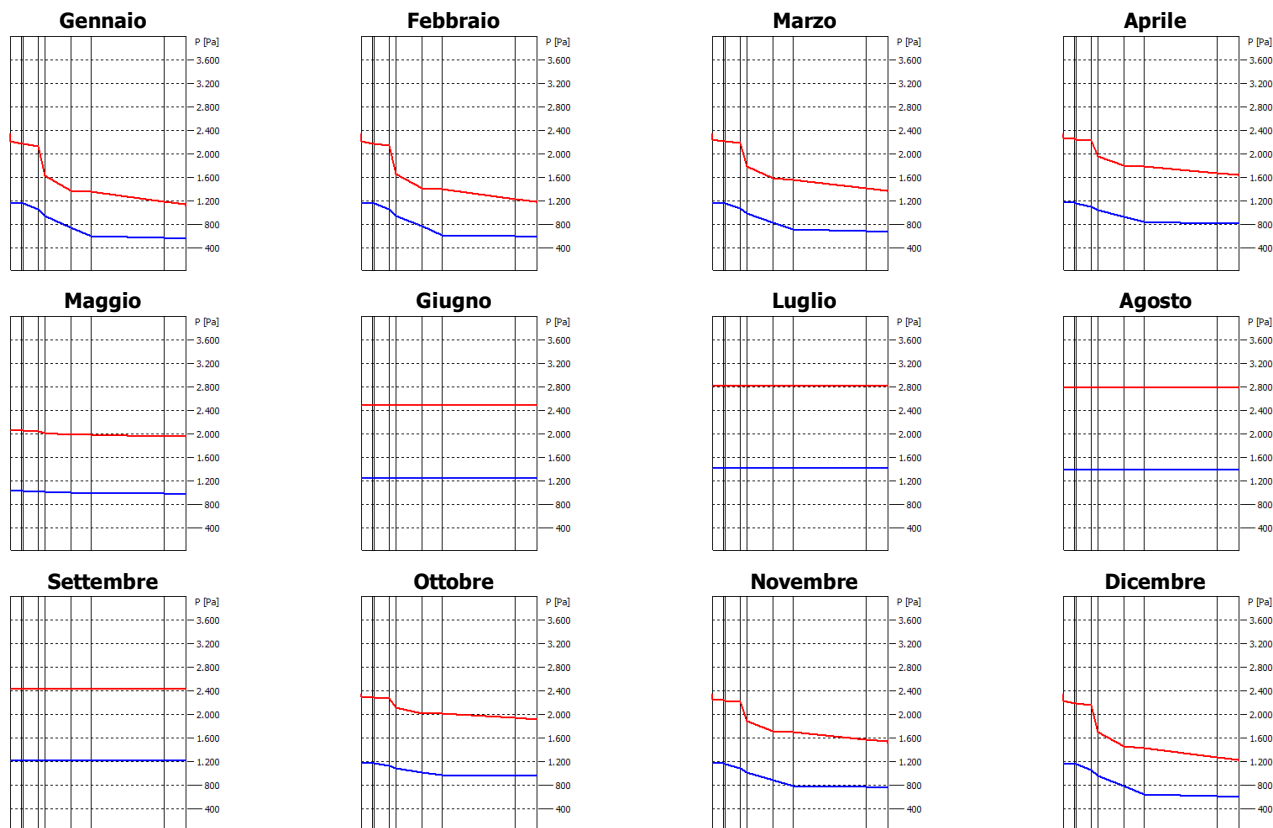 Gennaio Febbraio Marzo Aprile
P [Pa] P [Pa] P [Pa] P [Pa]
3.600 3.600 3.600 3.600
3.200 3.200 3.200 3.200
2.800 2.800 2.800 2.800
2.400 2.400 2.400 2.400
2.000 2.000 2.000 2.000
1.600 1.600 1.600 1.600
1.200 1.200 1.200 1.200
800 800 800 800
400 400 400 400
Maggio Giugno Luglio Agosto
P [Pa] P [Pa] P [Pa] P [Pa]
3.600 3.600 3.600 3.600
3.200 3.200 3.200 3.200
2.800 2.800 2.800 2.800
2.400 2.400 2.400 2.400
2.000 2.000 2.000 2.000
1.600 1.600 1.600 1.600
1.200 1.200 1.200 1.200
800 800 800 800
400 400 400 400
Settembre Ottobre Novembre Dicembre
P [Pa] P [Pa] P [Pa] P [Pa]
3.600 3.600 3.600 3.600
3.200 3.200 3.200 3.200
2.800 2.800 2.800 2.800
2.400 2.400 2.400 2.400
2.000 2.000 2.000 2.000
1.600 1.600 1.600 1.600
1.200 1.200 1.200 1.200
800 800 800 800
400 400 400 400